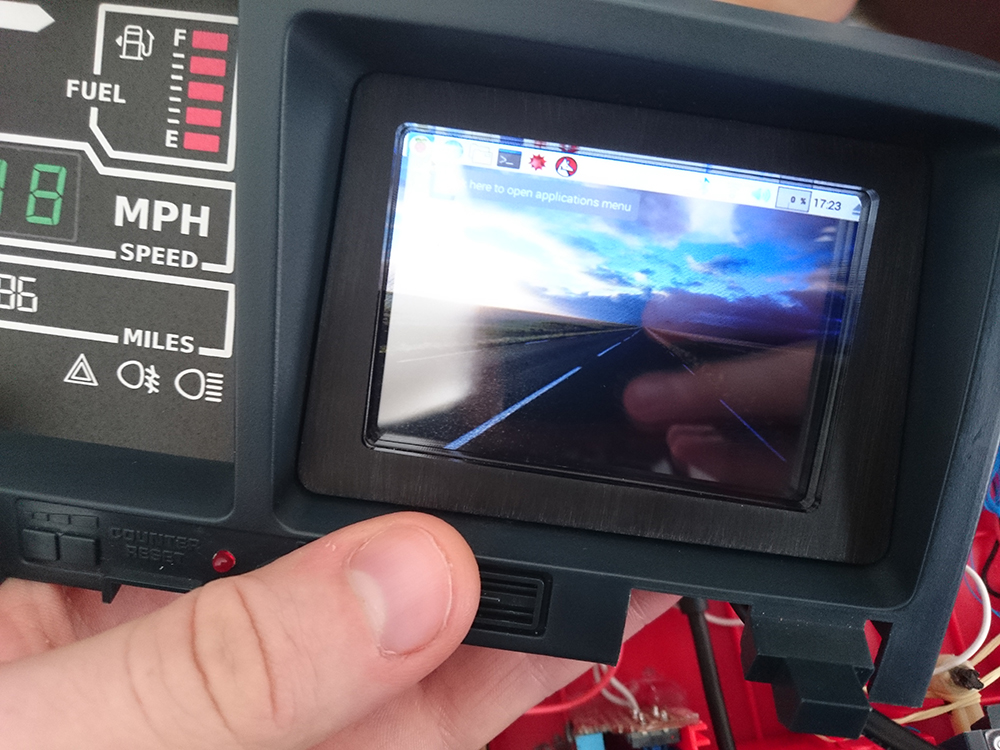 F
FUEL
E
18
MPH
SPEED
86
MILES
COUNTER
RESET
>_
here to open applications menu
0 %
17:23